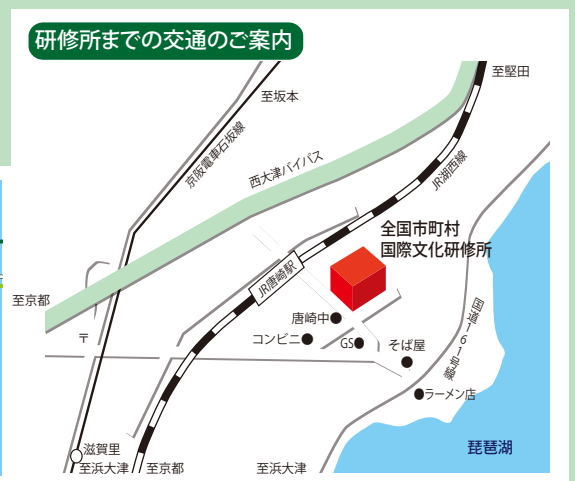 研修所までの交通のご案内
至堅田
至坂本
京阪電車石坂線
西大津バイパス
JR湖西線
全国市町村
国際文化研修所
JR唐崎駅
至京都
唐崎中
国道161号線
〒
コンビニ
GS
そば屋
ラーメン店
滋賀里
琵琶湖
至浜大津
至京都
至浜大津